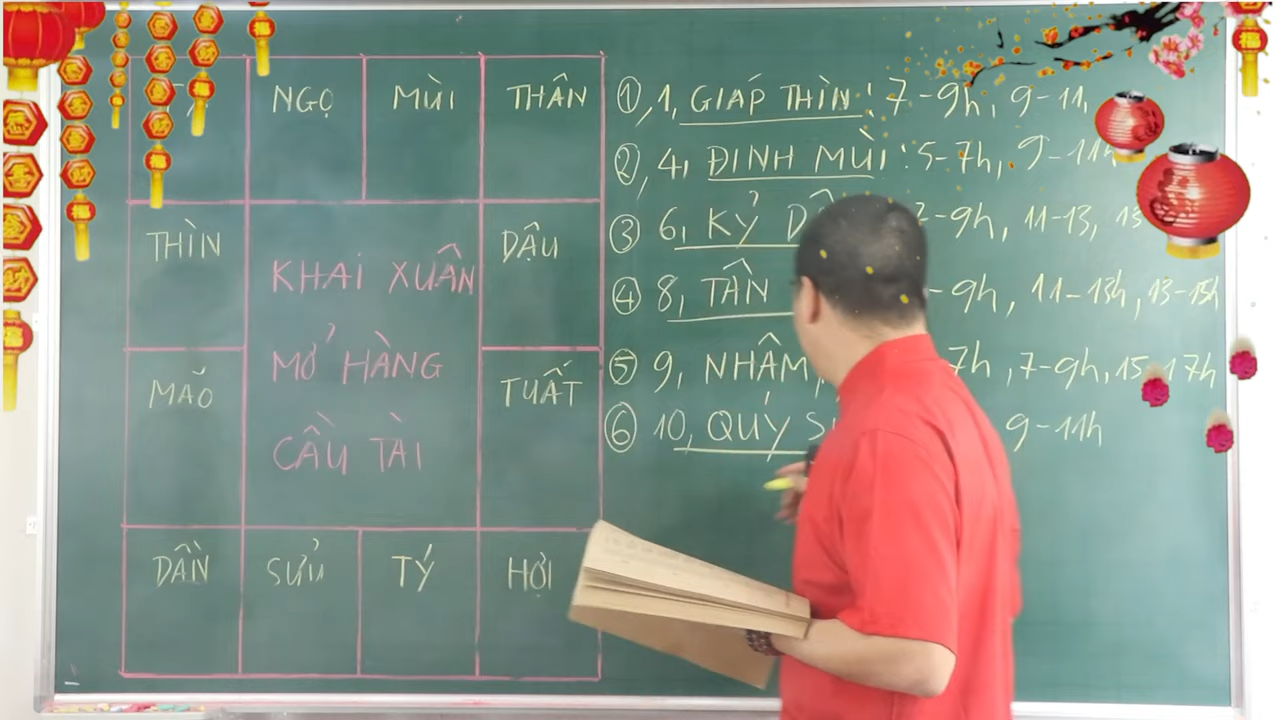 NGỌ
MÙI
THÂN
THÌN
DẬU
MÃO
TUẤT
DẦN
SỬU
TÝ
HỢI
KHAI XUÂN
MỞ HÀNG
CẦU TÀI
①, 1, GIÁP THÌN: 7-9h, 9-11,
②, 4, ĐINH MÙI: 5-7h, 9-11h
③ 6, KỶ -9h, 11-13, 13
④ 8, TÂN -9h, 11-13h, 13-15h
⑤ 9, NHÂM, 7h, 7-9h, 15 17h
⑥ 10, QUÝ 9-11h
福
福
福